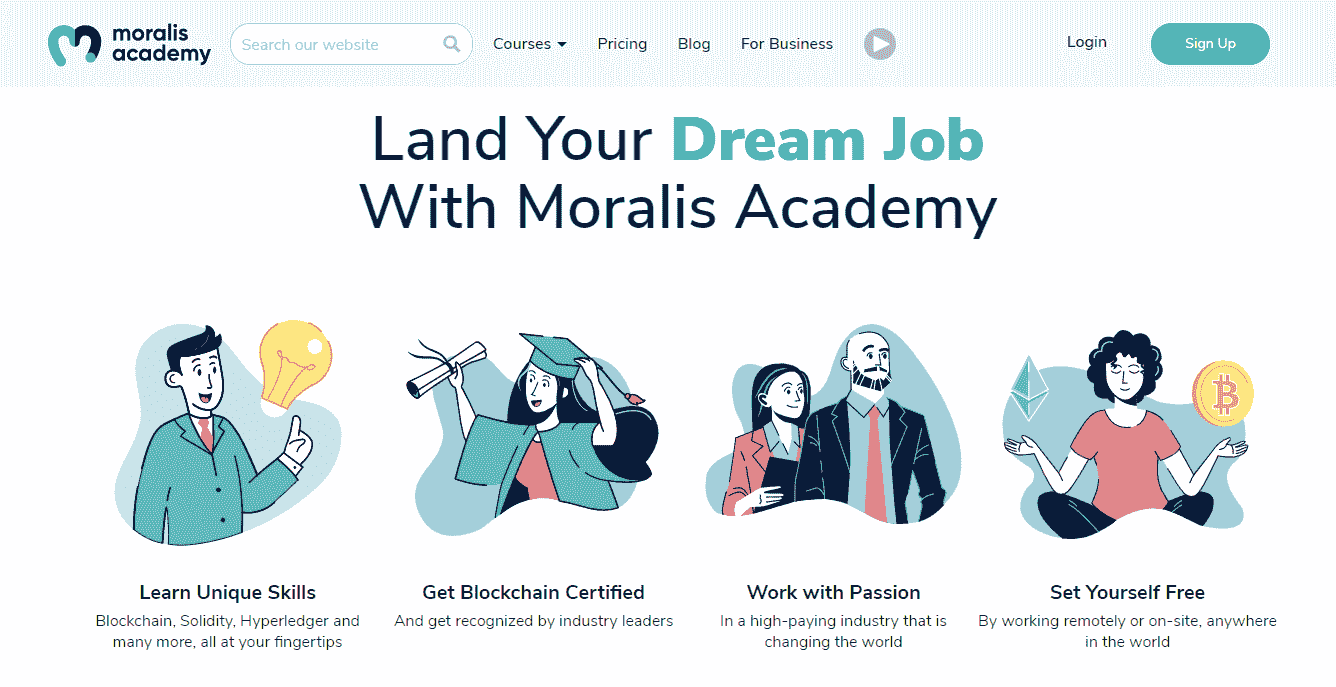 moralis
academy
Search our website
Courses
Pricing
Blog
For Business
Login
Sign Up
Land Your Dream Job
With Moralis Academy
Learn Unique Skills
Blockchain, Solidity, Hyperledger and
many more, all at your fingertips
Get Blockchain Certified
And get recognized by industry leaders
Work with Passion
In a high-paying industry that is
changing the world
Set Yourself Free
By working remotely or on-site, anywhere
in the world